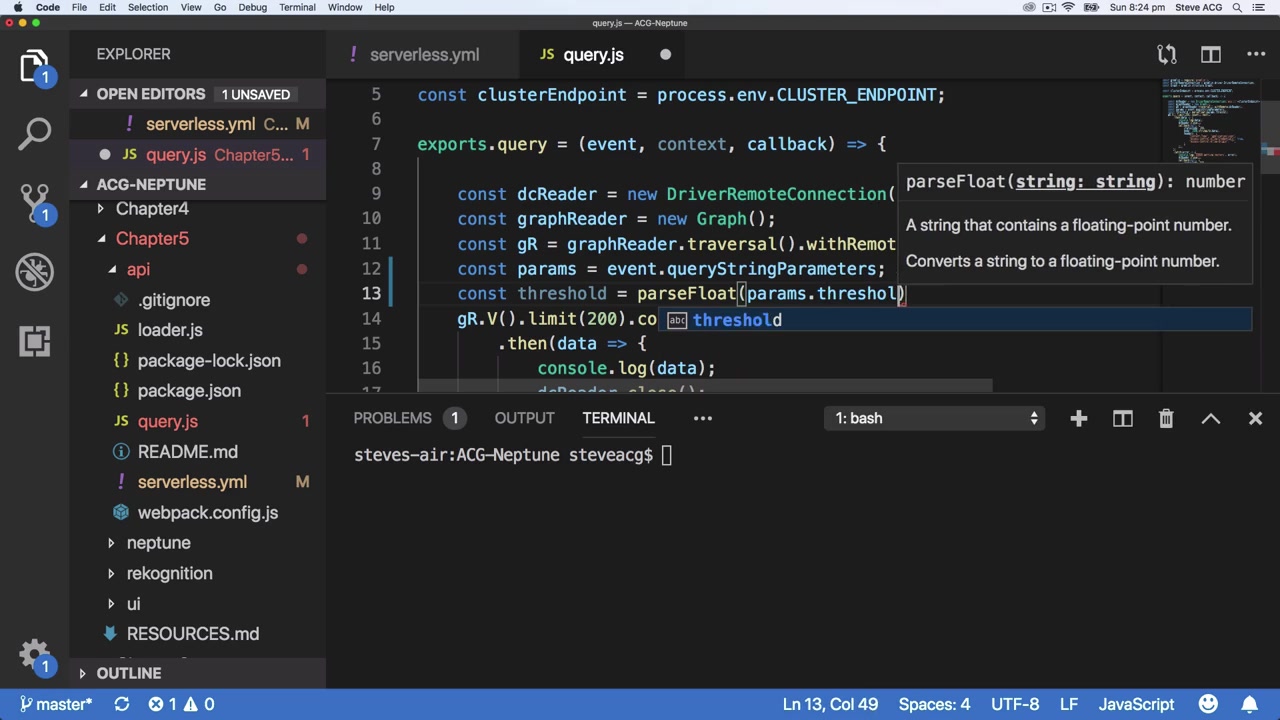 Code File Edit Selection View Go Debug Terminal Window Help Sun 8:24 pm Steve ACG
query.js — ACG-Neptune
EXPLORER
! serverless.yml JS query.js
OPEN EDITORS 1 UNSAVED
! serverless.yml C... M
JS query.js Chapter5... 1
ACG-NEPTUNE
Chapter4
Chapter5
api
.gitignore
JS loader.js
{} package-lock.json
{} package.json
JS query.js 1
README.md
! serverless.yml M
webpack.config.js
neptune
rekognition
ui
RESOURCES.md
OUTLINE
1
1
1
5 const clusterEndpoint = process.env.CLUSTER_ENDPOINT;
6
7 exports.query = (event, context, callback) => {
8
9 const dcReader = new DriverRemoteConnection(
10 const graphReader = new Graph();
11 const gR = graphReader.traversal().withRemot
12 const params = event.queryStringParameters;
13 const threshold = parseFloat(params.threshol)
14 gR.V().limit(200).co
15 .then(data => {
16 console.log(data);
17 dcReader.close();
parseFloat(string: string): number
A string that contains a floating-point number.
Converts a string to a floating-point number.
abc threshold
PROBLEMS 1 OUTPUT TERMINAL ••• 1: bash
steves-air:ACG-Neptune steveacg$
master* 1 0 Ln 13, Col 49 Spaces: 4 UTF-8 LF JavaScript